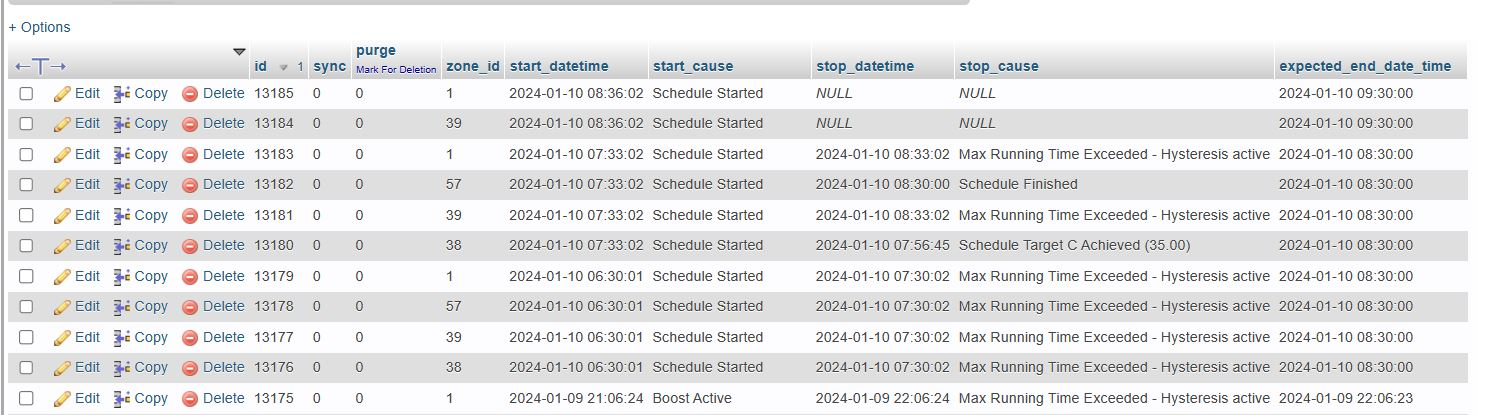 + Options
←T→ id 1 sync purge Mark For Deletion zone_id start_datetime start_cause stop_datetime stop_cause expected_end_date_time
Edit Copy Delete 13185 0 0 1 2024-01-10 08:36:02 Schedule Started NULL NULL 2024-01-10 09:30:00
Edit Copy Delete 13184 0 0 39 2024-01-10 08:36:02 Schedule Started NULL NULL 2024-01-10 09:30:00
Edit Copy Delete 13183 0 0 1 2024-01-10 07:33:02 Schedule Started 2024-01-10 08:33:02 Max Running Time Exceeded - Hysteresis active 2024-01-10 08:30:00
Edit Copy Delete 13182 0 0 57 2024-01-10 07:33:02 Schedule Started 2024-01-10 08:30:00 Schedule Finished 2024-01-10 08:30:00
Edit Copy Delete 13181 0 0 39 2024-01-10 07:33:02 Schedule Started 2024-01-10 08:33:02 Max Running Time Exceeded - Hysteresis active 2024-01-10 08:30:00
Edit Copy Delete 13180 0 0 38 2024-01-10 07:33:02 Schedule Started 2024-01-10 07:56:45 Schedule Target C Achieved (35.00) 2024-01-10 08:30:00
Edit Copy Delete 13179 0 0 1 2024-01-10 06:30:01 Schedule Started 2024-01-10 07:30:02 Max Running Time Exceeded - Hysteresis active 2024-01-10 08:30:00
Edit Copy Delete 13178 0 0 57 2024-01-10 06:30:01 Schedule Started 2024-01-10 07:30:02 Max Running Time Exceeded - Hysteresis active 2024-01-10 08:30:00
Edit Copy Delete 13177 0 0 39 2024-01-10 06:30:01 Schedule Started 2024-01-10 07:30:02 Max Running Time Exceeded - Hysteresis active 2024-01-10 08:30:00
Edit Copy Delete 13176 0 0 38 2024-01-10 06:30:01 Schedule Started 2024-01-10 07:30:02 Max Running Time Exceeded - Hysteresis active 2024-01-10 08:30:00
Edit Copy Delete 13175 0 0 1 2024-01-09 21:06:24 Boost Active 2024-01-09 22:06:24 Max Running Time Exceeded - Hysteresis active 2024-01-09 22:06:23